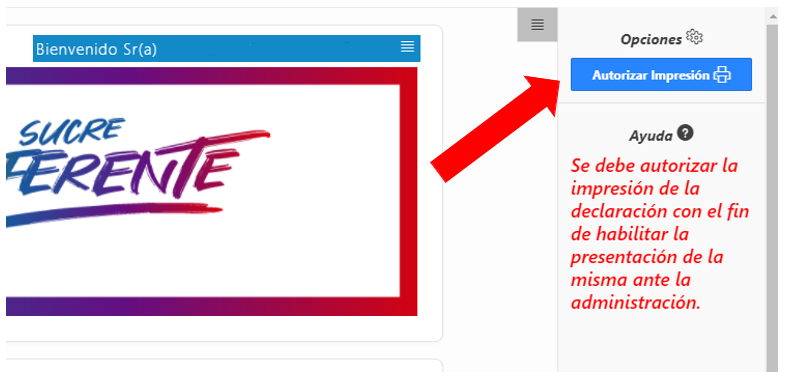 Bienvenido Sr(a)
SUCRE
FERENTE
Opciones
Autorizar Impresión
Ayuda
Se debe autorizar la
impresión de la
declaración con el fin
de habilitar la
presentación de la
misma ante la
administración.